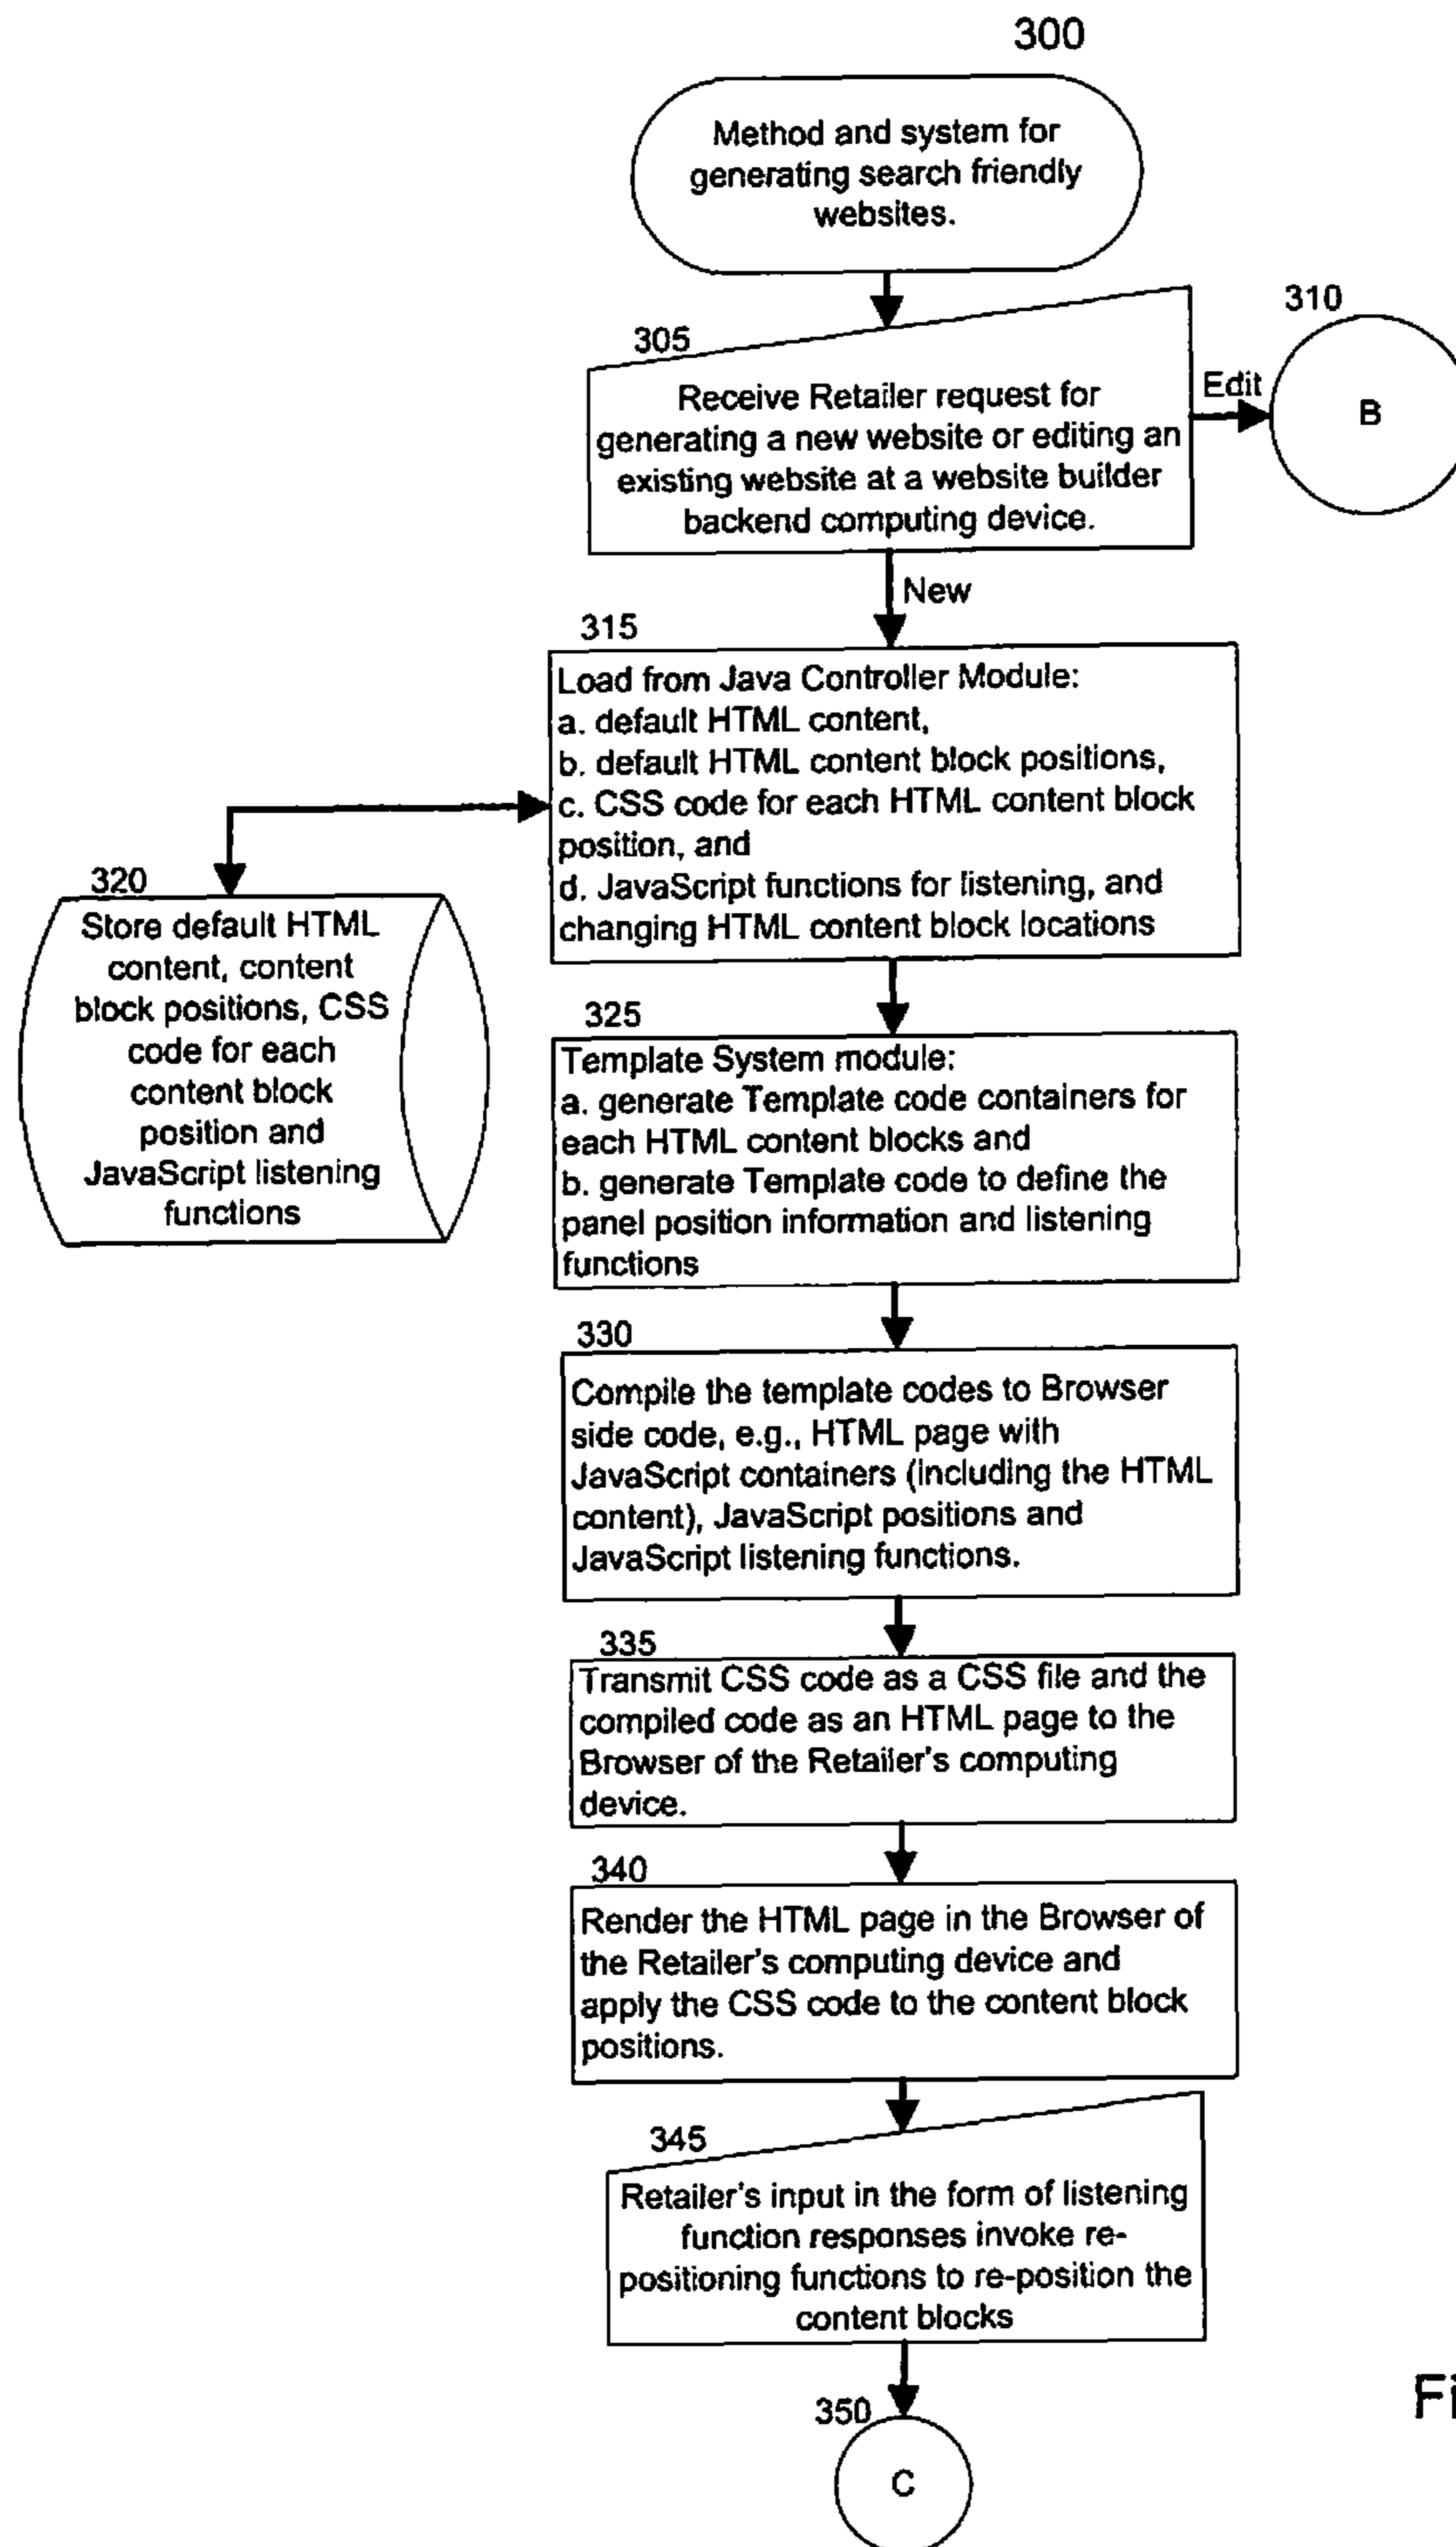 300
Method and system for
generating search friendly
websites.
305
Receive Retailer request for
generating a new website or editing an
existing website at a website builder
backend computing device.
Edit
310
B
New
315
Load from Java Controller Module:
a. default HTML content,
b. default HTML content block positions,
c. CSS code for each HTML content block
position, and
d. JavaScript functions for listening, and
changing HTML content block locations
320
Store default HTML
content, content
block positions, CSS
code for each
content block
position and
JavaScript listening
functions
325
Template System module:
a. generate Template code containers for
each HTML content blocks and
b. generate Template code to define the
panel position information and listening
functions
330
Compile the template codes to Browser
side code, e.g., HTML page with
JavaScript containers (including the HTML
content), JavaScript positions and
JavaScript listening functions.
335
Transmit CSS code as a CSS file and the
compiled code as an HTML page to the
Browser of the Retailer's computing
device.
340
Render the HTML page in the Browser of
the Retailer's computing device and
apply the CSS code to the content block
positions.
345
Retailer's input in the form of listening
function responses invoke re-
positioning functions to re-position the
content blocks
350
C